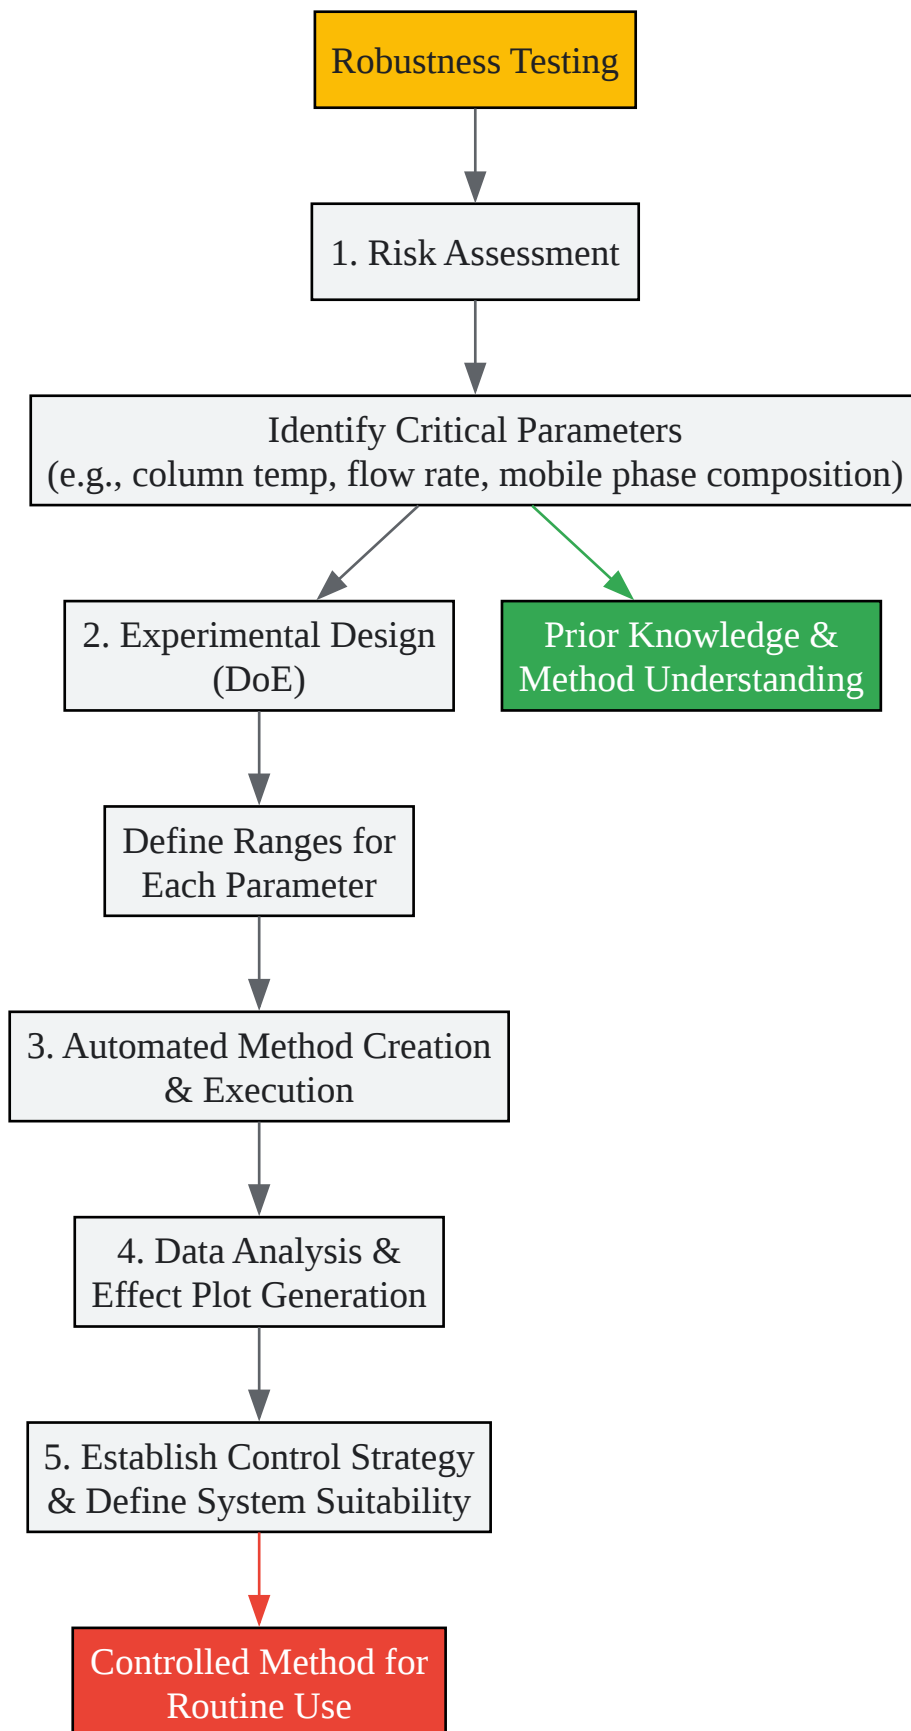 Robustness Testing
1. Risk Assessment
Identify Critical Parameters
(e.g., column temp, flow rate, mobile phase composition)
2. Experimental Design
(DoE)
Prior Knowledge &
Method Understanding
Define Ranges for
Each Parameter
3. Automated Method Creation
& Execution
4. Data Analysis &
Effect Plot Generation
5. Establish Control Strategy
& Define System Suitability
Controlled Method for
Routine Use